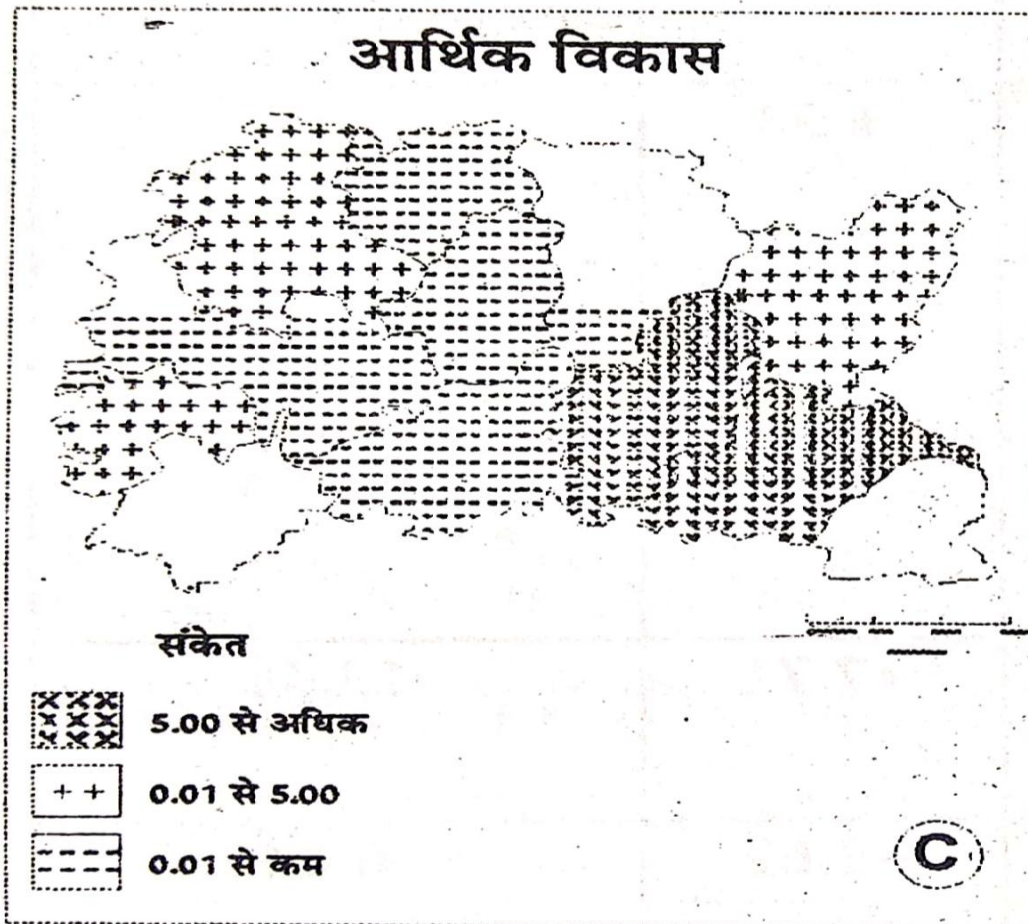 आर्थिक विकास
संकेत
5.00 से अधिक
0.01 से 5.00
0.01 से कम
C